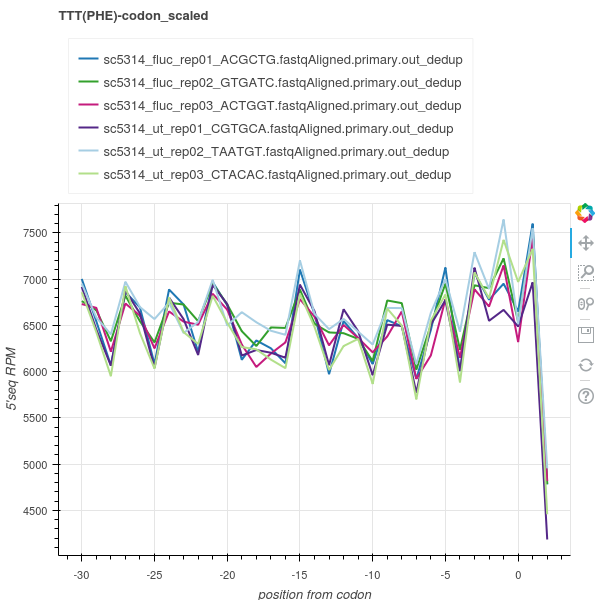 TTT(PHE)-codon_scaled
sc5314_fluc_rep01_ACGCTG.fastqAligned.primary.out_dedup
sc5314_fluc_rep02_GTGATC.fastqAligned.primary.out_dedup
sc5314_fluc_rep03_ACTGGT.fastqAligned.primary.out_dedup
sc5314_ut_rep01_CGTGCA.fastqAligned.primary.out_dedup
sc5314_ut_rep02_TAATGT.fastqAligned.primary.out_dedup
sc5314_ut_rep03_CTACAC.fastqAligned.primary.out_dedup
7500
7000
6500
6000
5500
5000
4500
5'seq RPM
-30 -25 -20 -15 -10 -5 0
position from codon